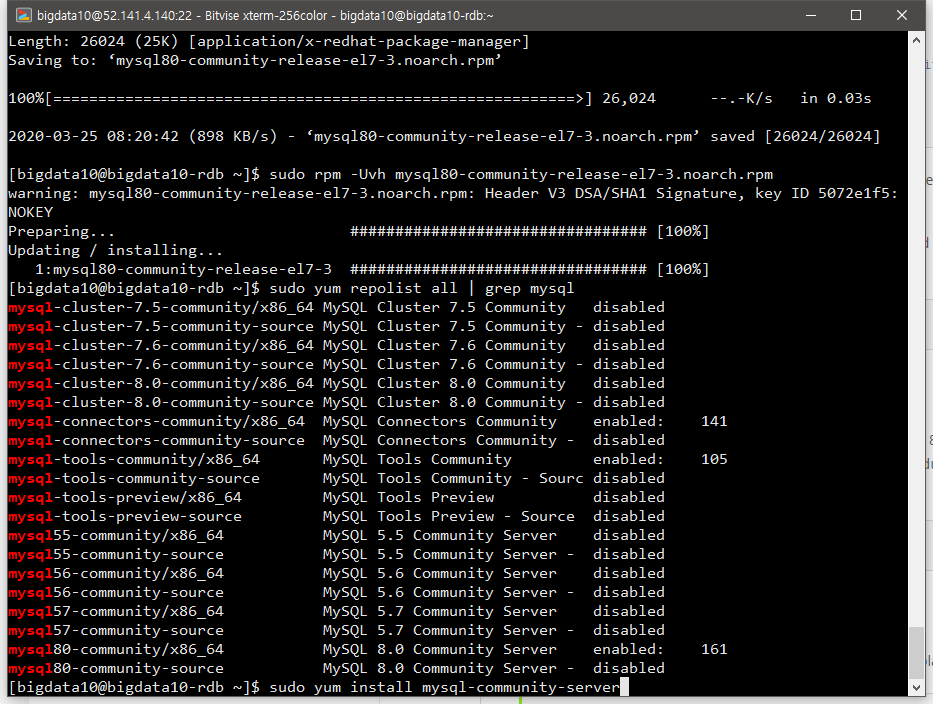 bigdata10@52.141.4.140:22 - Bitvise xterm-256color - bigdata10@bigdata10-rdb:~
Length: 26024 (25K) [application/x-redhat-package-manager]
Saving to: ‘mysql80-community-release-el7-3.noarch.rpm’
100%[==========================================================>] 26,024      --.-K/s   in 0.03s
2020-03-25 08:20:42 (898 KB/s) - ‘mysql80-community-release-el7-3.noarch.rpm’ saved [26024/26024]
[bigdata10@bigdata10-rdb ~]$ sudo rpm -Uvh mysql80-community-release-el7-3.noarch.rpm
warning: mysql80-community-release-el7-3.noarch.rpm: Header V3 DSA/SHA1 Signature, key ID 5072e1f5:
NOKEY
Preparing...                          ################################# [100%]
Updating / installing...
   1:mysql80-community-release-el7-3  ################################# [100%]
[bigdata10@bigdata10-rdb ~]$ sudo yum repolist all | grep mysql
mysql-cluster-7.5-community/x86_64 MySQL Cluster 7.5 Community   disabled
mysql-cluster-7.5-community-source MySQL Cluster 7.5 Community - disabled
mysql-cluster-7.6-community/x86_64 MySQL Cluster 7.6 Community   disabled
mysql-cluster-7.6-community-source MySQL Cluster 7.6 Community - disabled
mysql-cluster-8.0-community/x86_64 MySQL Cluster 8.0 Community   disabled
mysql-cluster-8.0-community-source MySQL Cluster 8.0 Community - disabled
mysql-connectors-community/x86_64  MySQL Connectors Community    enabled:    141
mysql-connectors-community-source  MySQL Connectors Community -  disabled
mysql-tools-community/x86_64       MySQL Tools Community         enabled:    105
mysql-tools-community-source       MySQL Tools Community - Sourc disabled
mysql-tools-preview/x86_64         MySQL Tools Preview           disabled
mysql-tools-preview-source         MySQL Tools Preview - Source  disabled
mysql55-community/x86_64           MySQL 5.5 Community Server    disabled
mysql55-community-source           MySQL 5.5 Community Server -  disabled
mysql56-community/x86_64           MySQL 5.6 Community Server    disabled
mysql56-community-source           MySQL 5.6 Community Server -  disabled
mysql57-community/x86_64           MySQL 5.7 Community Server    disabled
mysql57-community-source           MySQL 5.7 Community Server -  disabled
mysql80-community/x86_64           MySQL 8.0 Community Server    enabled:    161
mysql80-community-source           MySQL 8.0 Community Server -  disabled
[bigdata10@bigdata10-rdb ~]$ sudo yum install mysql-community-server